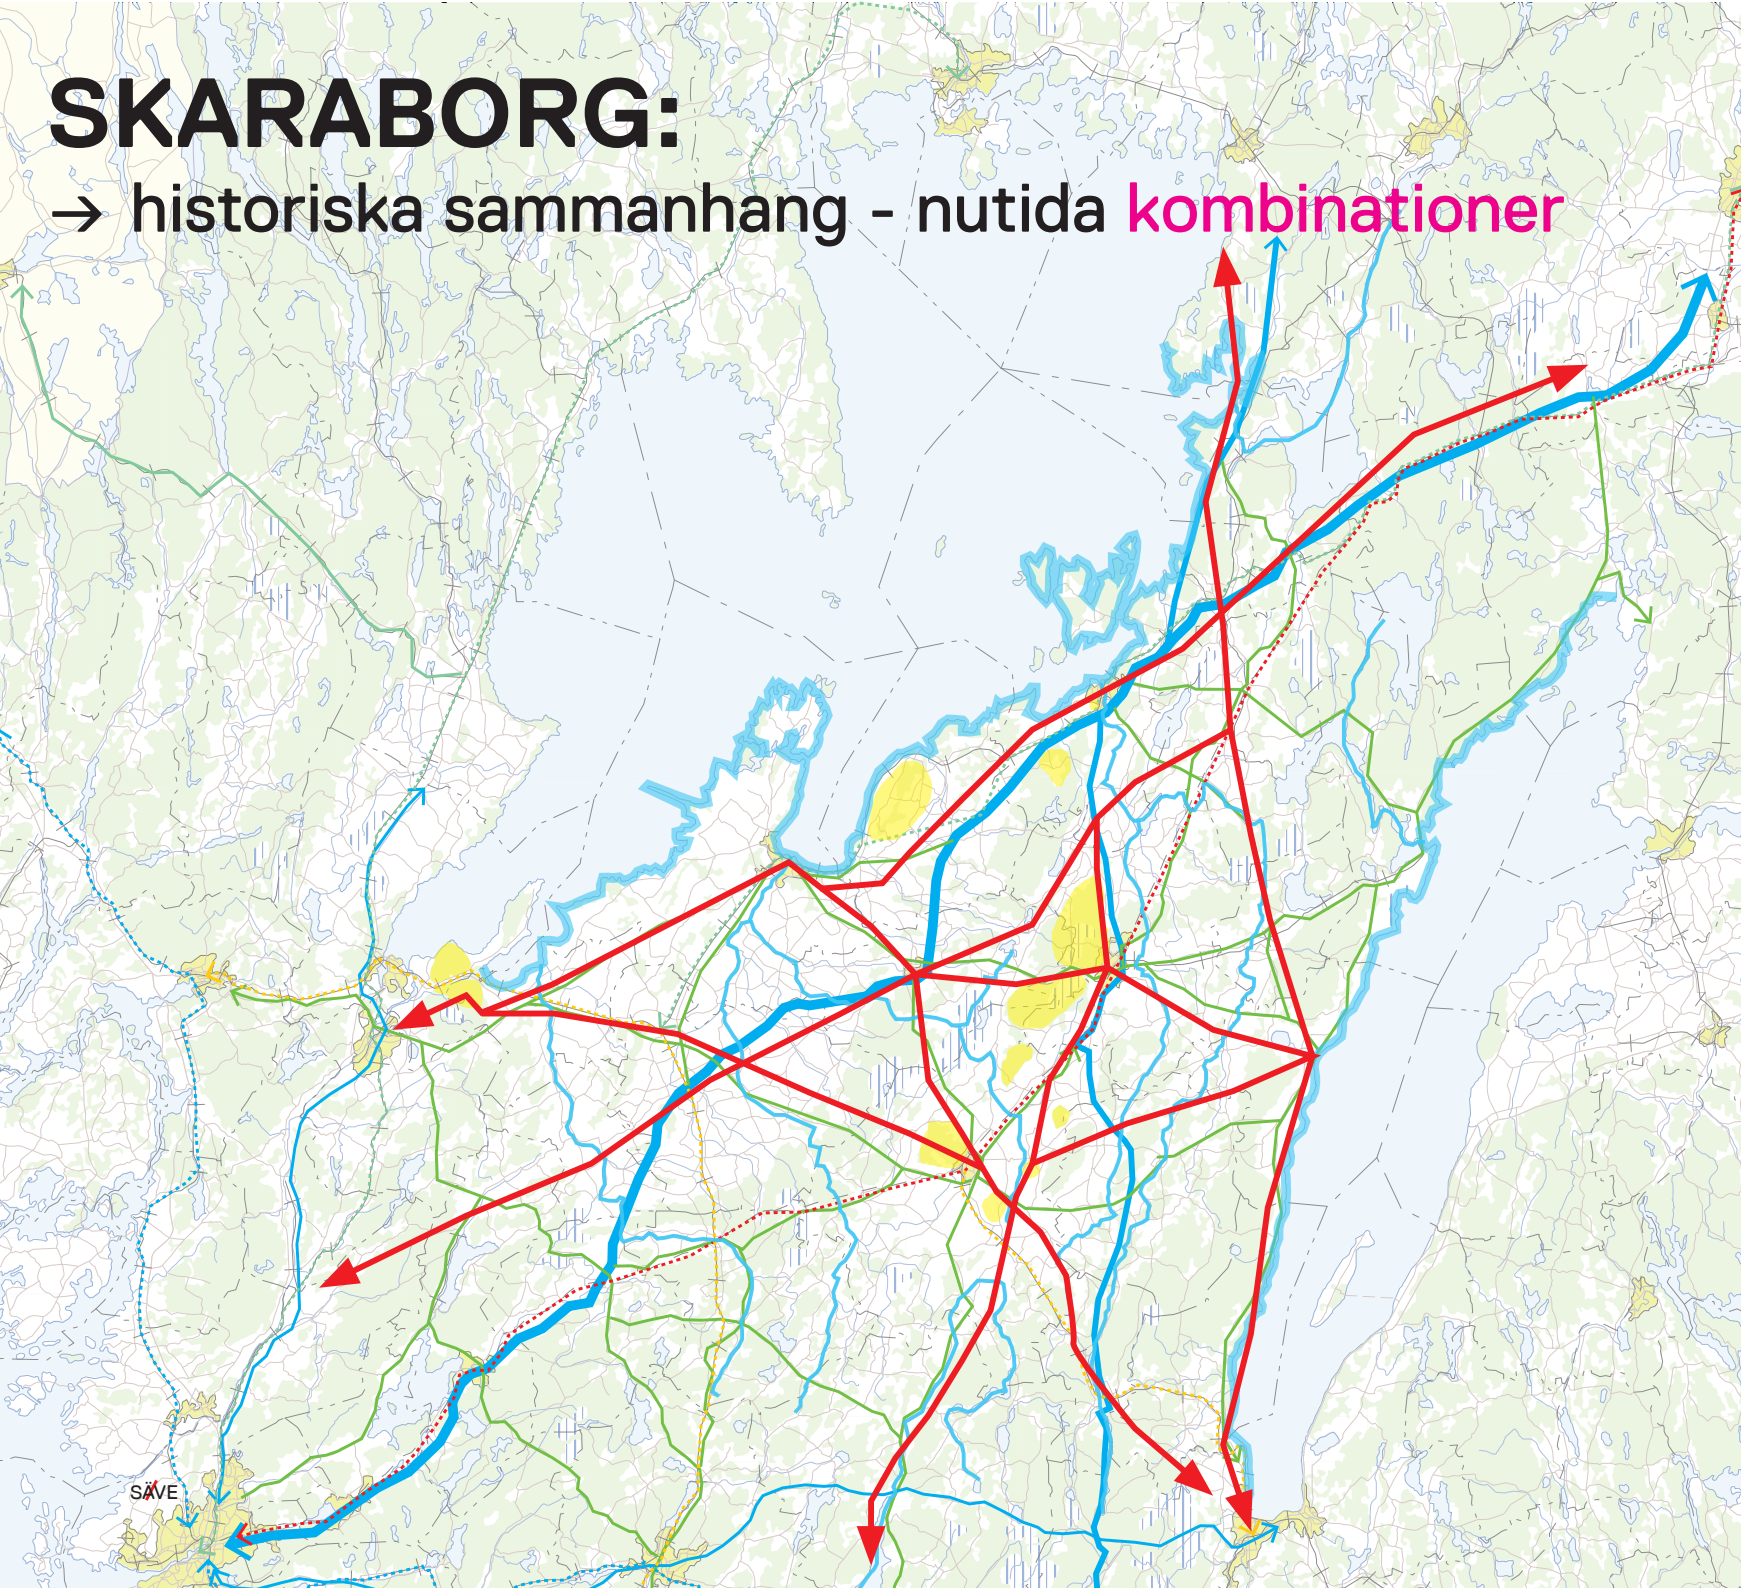 SKARABORG:
→ historiska sammanhang - nutida kombinationer
SÄVE